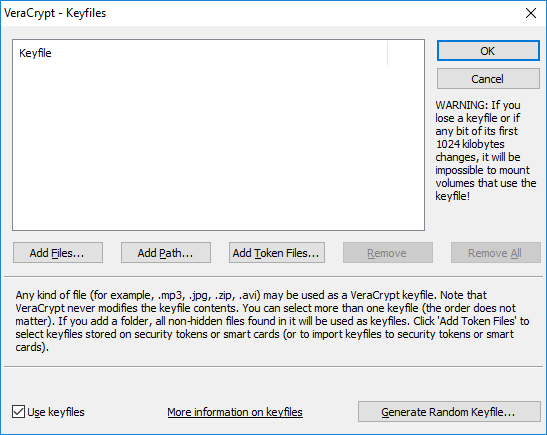 VeraCrypt - Keyfiles
Keyfile
OK
Cancel
WARNING: If you
lose a keyfile or if
any bit of its first
1024 kilobytes
changes, it will be
impossible to mount
volumes that use the
keyfile!
Add Files...
Add Path...
Add Token Files...
Remove
Remove All
Any kind of file (for example, .mp3, .jpg, .zip, .avi) may be used as a VeraCrypt keyfile. Note that
VeraCrypt never modifies the keyfile contents. You can select more than one keyfile (the order does not
matter). If you add a folder, all non-hidden files found in it will be used as keyfiles. Click 'Add Token Files' to
select keyfiles stored on security tokens or smart cards (or to import keyfiles to security tokens or smart
cards).
Use keyfiles
More information on keyfiles
Generate Random Keyfile...